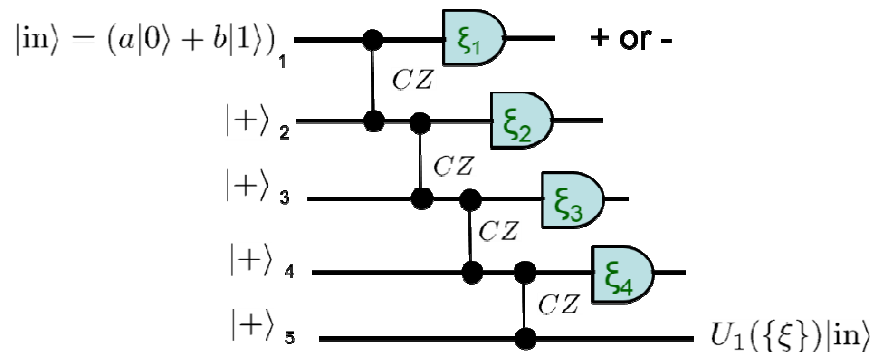 |in⟩ − (a|0⟩ + b|1⟩)₁ ξ₁ + or -
CZ
|+⟩ ₂ ξ₂
CZ
|+⟩ ₃ ξ₃
CZ
|+⟩ ₄ ξ₄
CZ
|+⟩ ₅ U₁({ξ})|in⟩